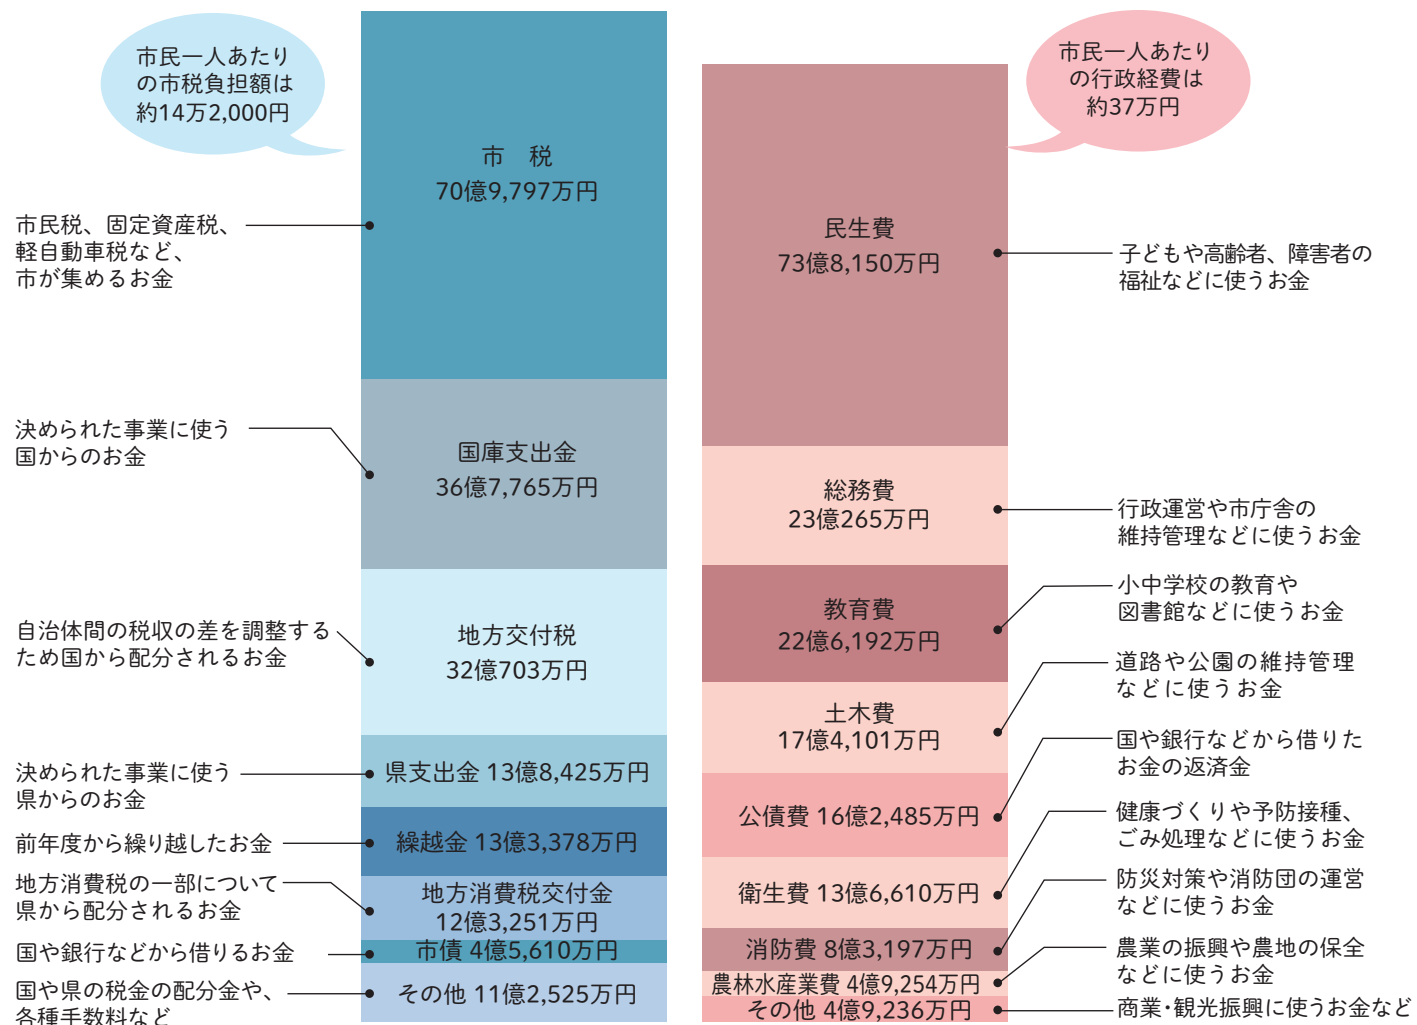 市民一人あたり
の市税負担額は
約14万2,000円
市 税
70億9,797万円
市民税、固定資産税、
軽自動車税など、
市が集めるお金
国庫支出金
36億7,765万円
決められた事業に使う
国からのお金
地方交付税
32億703万円
自治体間の税収の差を調整する
ため国から配分されるお金
県支出金 13億8,425万円
決められた事業に使う
県からのお金
繰越金 13億3,378万円
前年度から繰り越したお金
地方消費税交付金
12億3,251万円
地方消費税の一部について
県から配分されるお金
市債 4億5,610万円
国や銀行などから借りるお金
その他 11億2,525万円
国や県の税金の配分金や、
各種手数料など
市民一人あたり
の行政経費は
約37万円
民生費
73億8,150万円
子どもや高齢者、障害者の
福祉などに使うお金
総務費
23億265万円
行政運営や市庁舎の
維持管理などに使うお金
教育費
22億6,192万円
小中学校の教育や
図書館などに使うお金
土木費
17億4,101万円
道路や公園の維持管理
などに使うお金
公債費 16億2,485万円
国や銀行などから借りた
お金の返済金
衛生費 13億6,610万円
健康づくりや予防接種、
ごみ処理などに使うお金
消防費 8億3,197万円
防災対策や消防団の運営
などに使うお金
農林水産業費 4億9,254万円
農業の振興や農地の保全
などに使うお金
その他 4億9,236万円
商業・観光振興に使うお金など